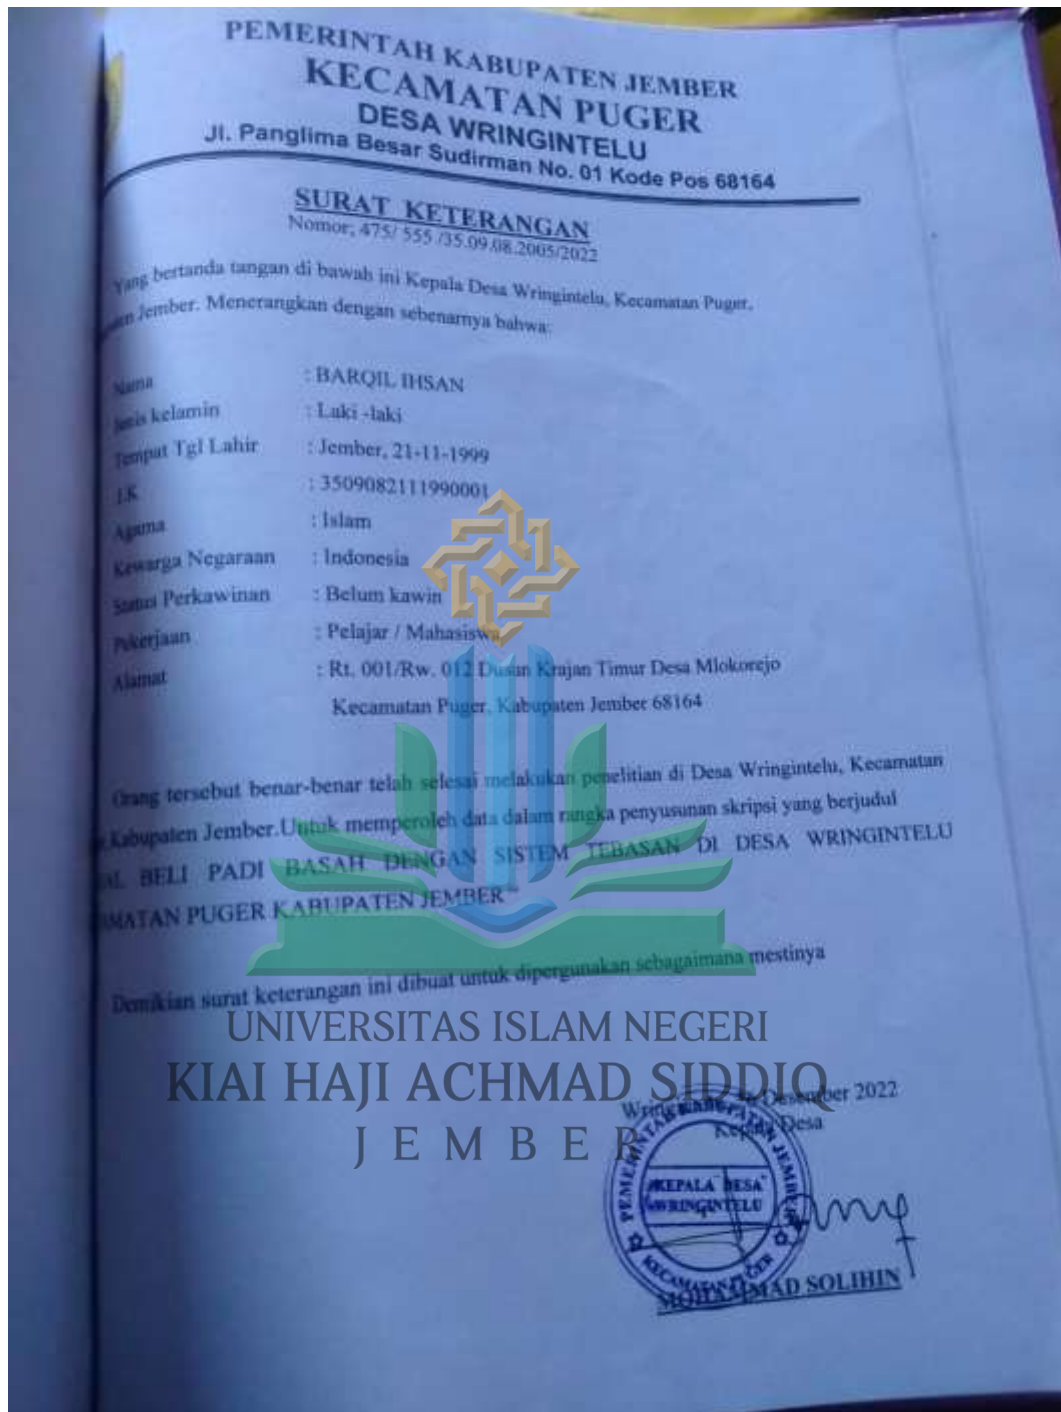 PEMERINTAH KABUPATEN JEMBER
KECAMATAN PUGER
DESA WRINGINTELU
Jl. Panglima Besar Sudirman No. 01 Kode Pos 68164
SURAT KETERANGAN
Nomor; 475/ 555 /35.09.08.2005/2022
Yang bertanda tangan di bawah ini Kepala Desa Wringintelu, Kecamatan Puger,
Jember. Menerangkan dengan sebenarnya bahwa:
Nama : BARQIL IHSAN
Jenis kelamin : Laki -laki
Tempat Tgl Lahir : Jember, 21-11-1999
: 3509082111990001
Agama : Islam
Kewarga Negaraan : Indonesia
Status Perkawinan : Belum kawin
Pekerjaan : Pelajar / Mahasiswa
Alamat : Rt. 001/Rw. 012 Dusun Krajan Timur Desa Mlokorejo
Kecamatan Puger, Kabupaten Jember 68164
Orang tersebut benar-benar telah selesai melakukan penelitian di Desa Wringintelu, Kecamatan
Kabupaten Jember.Untuk memperoleh data dalam rangka penyusunan skripsi yang berjudul
BELI PADI BASAH DENGAN SISTEM TEBASAN DI DESA WRINGINTELU
PUGER KABUPATEN JEMBER"
Demikian surat keterangan ini dibuat untuk dipergunakan sebagaimana mestinya
UNIVERSITAS ISLAM NEGERI
KIAI HAJI ACHMAD SIDDIQ
JEMBER
Desember 2022
Kepala Desa
PEMERINTAH KABUPATEN JEMBER
KEPALA DESA
WRINGINTELU
KECAMATAN PUGER
MOHAMMAD SOLIHIN